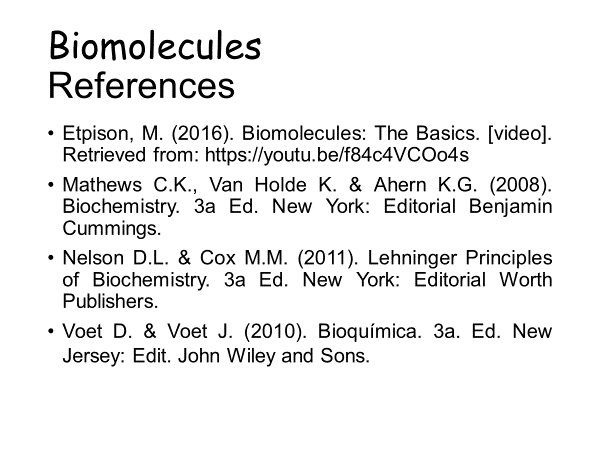 Biomolecules
References
• Etpison, M. (2016). Biomolecules: The Basics. [video].
Retrieved from: https://youtu.be/f84c4VCOo4s
• Mathews C.K., Van Holde K. & Ahern K.G. (2008).
Biochemistry. 3a Ed. New York: Editorial Benjamin
Cummings.
• Nelson D.L. & Cox M.M. (2011). Lehninger Principles
of Biochemistry. 3a Ed. New York: Editorial Worth
Publishers.
• Voet D. & Voet J. (2010). Bioquímica. 3a. Ed. New
Jersey: Edit. John Wiley and Sons.